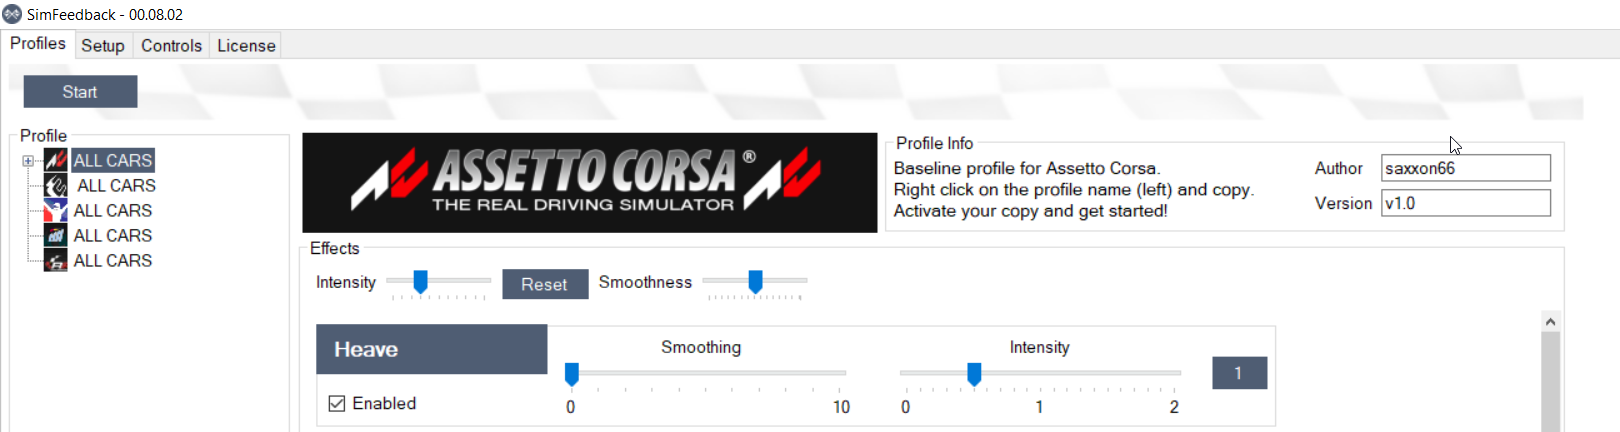 SimFeedback - 00.08.02
Profiles Setup Controls License
Start
Profile
ALL CARS
ALL CARS
ALL CARS
ALL CARS
ALL CARS
ASSETTO CORSA®
THE REAL DRIVING SIMULATOR
Profile Info
Baseline profile for Assetto Corsa.
Right click on the profile name (left) and copy.
Activate your copy and get started!
Author saxxon66
Version v1.0
Effects
Intensity Reset Smoothness
Heave
Enabled
Smoothing
0 10
Intensity
0 1 2
1